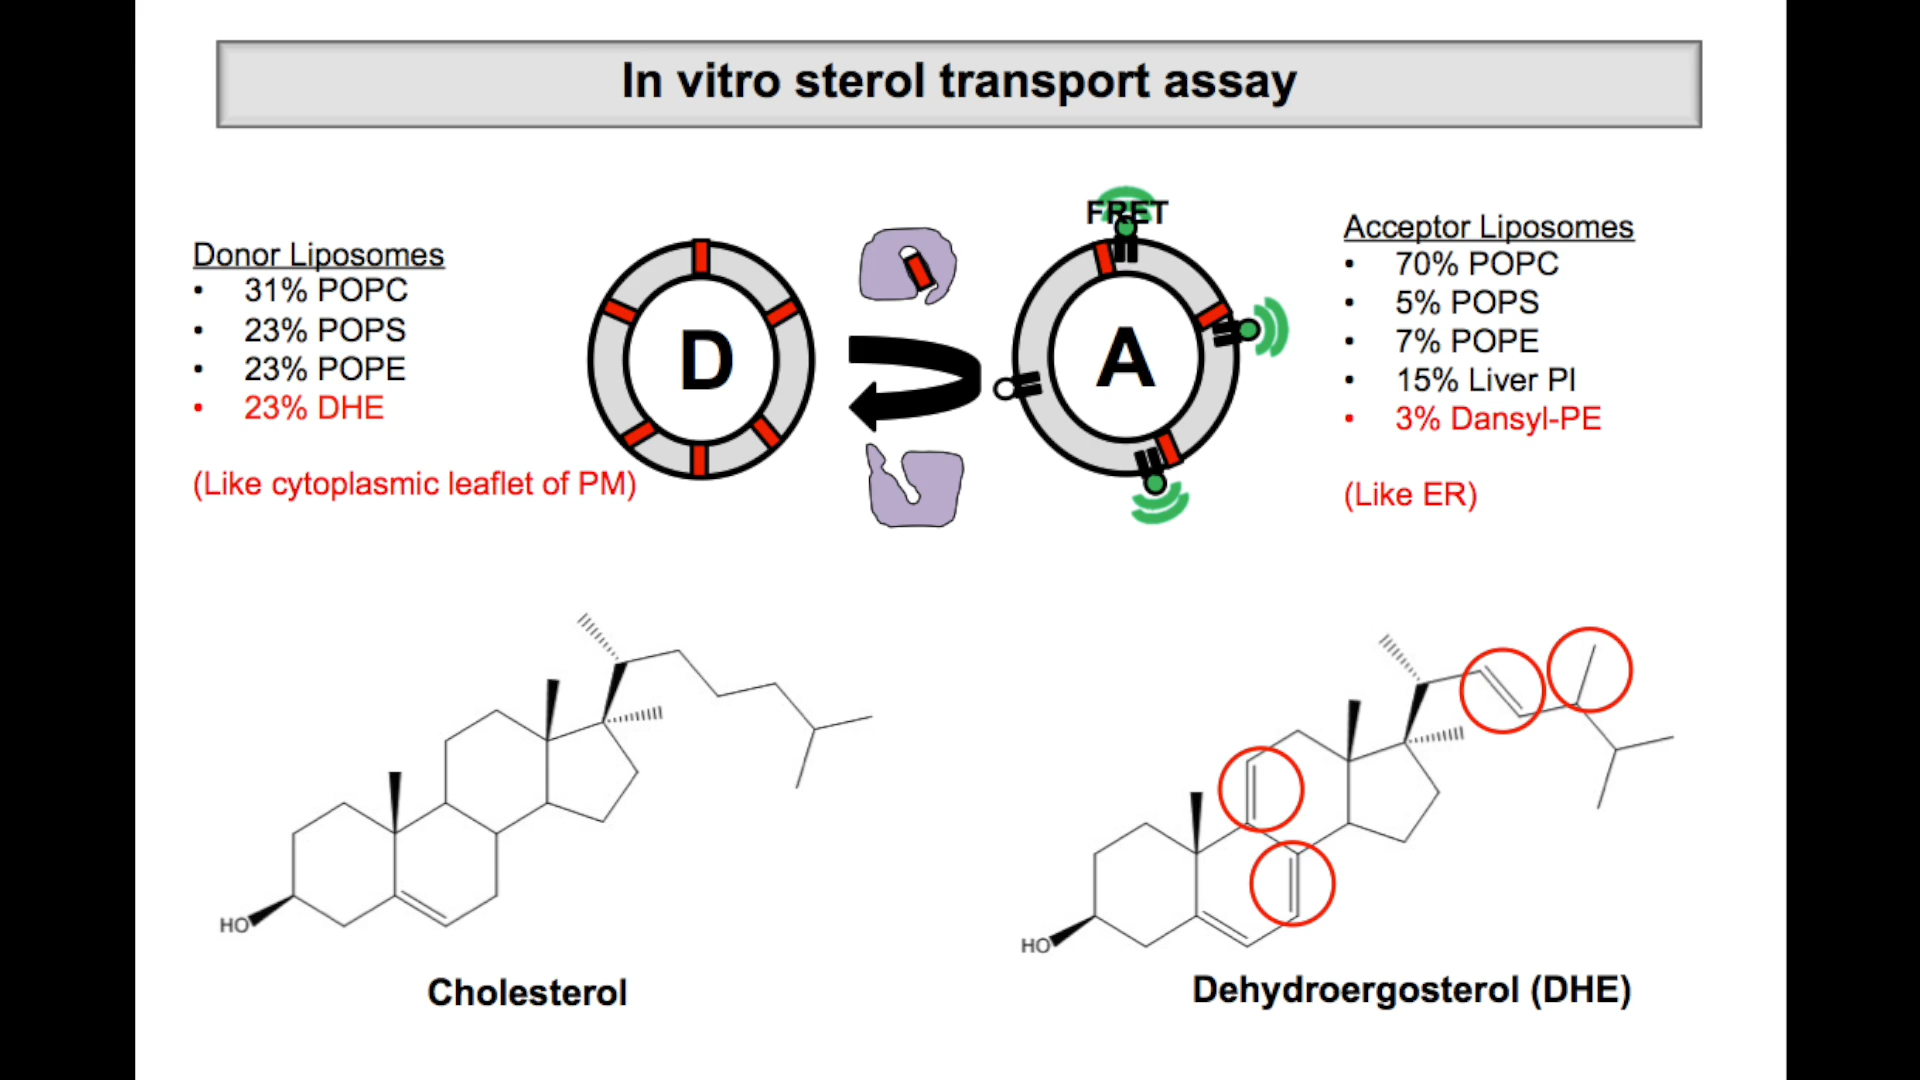 In vitro sterol transport assay
Donor Liposomes
• 31% POPC
• 23% POPS
• 23% POPE
• 23% DHE
(Like cytoplasmic leaflet of PM)
D
FRET
A
Acceptor Liposomes
• 70% POPC
• 5% POPS
• 7% POPE
• 15% Liver PI
• 3% Dansyl-PE
(Like ER)
HO
Cholesterol
HO
Dehydroergosterol (DHE)